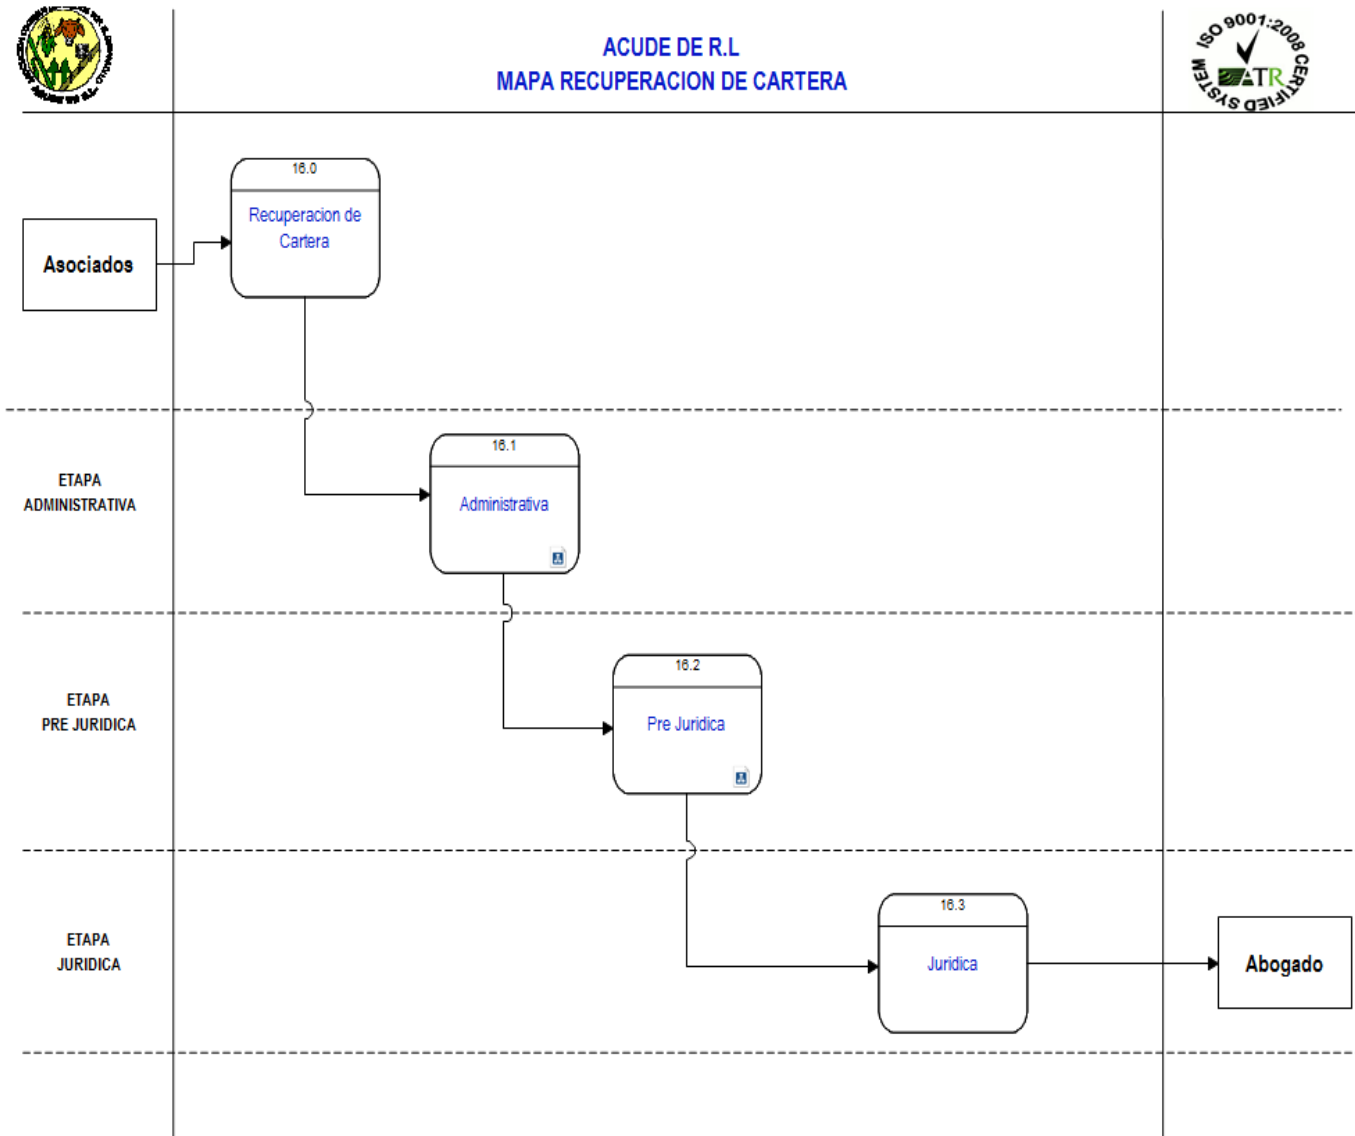 ACUDE DE R.L
MAPA RECUPERACION DE CARTERA
ISO 9001:2008 CERTIFIED SYSTEM
ATR
16.0
Recuperacion de
Cartera
Asociados
16.1
Administrativa
ETAPA
ADMINISTRATIVA
16.2
Pre Juridica
ETAPA
PRE JURIDICA
16.3
Juridica
ETAPA
JURIDICA
Abogado